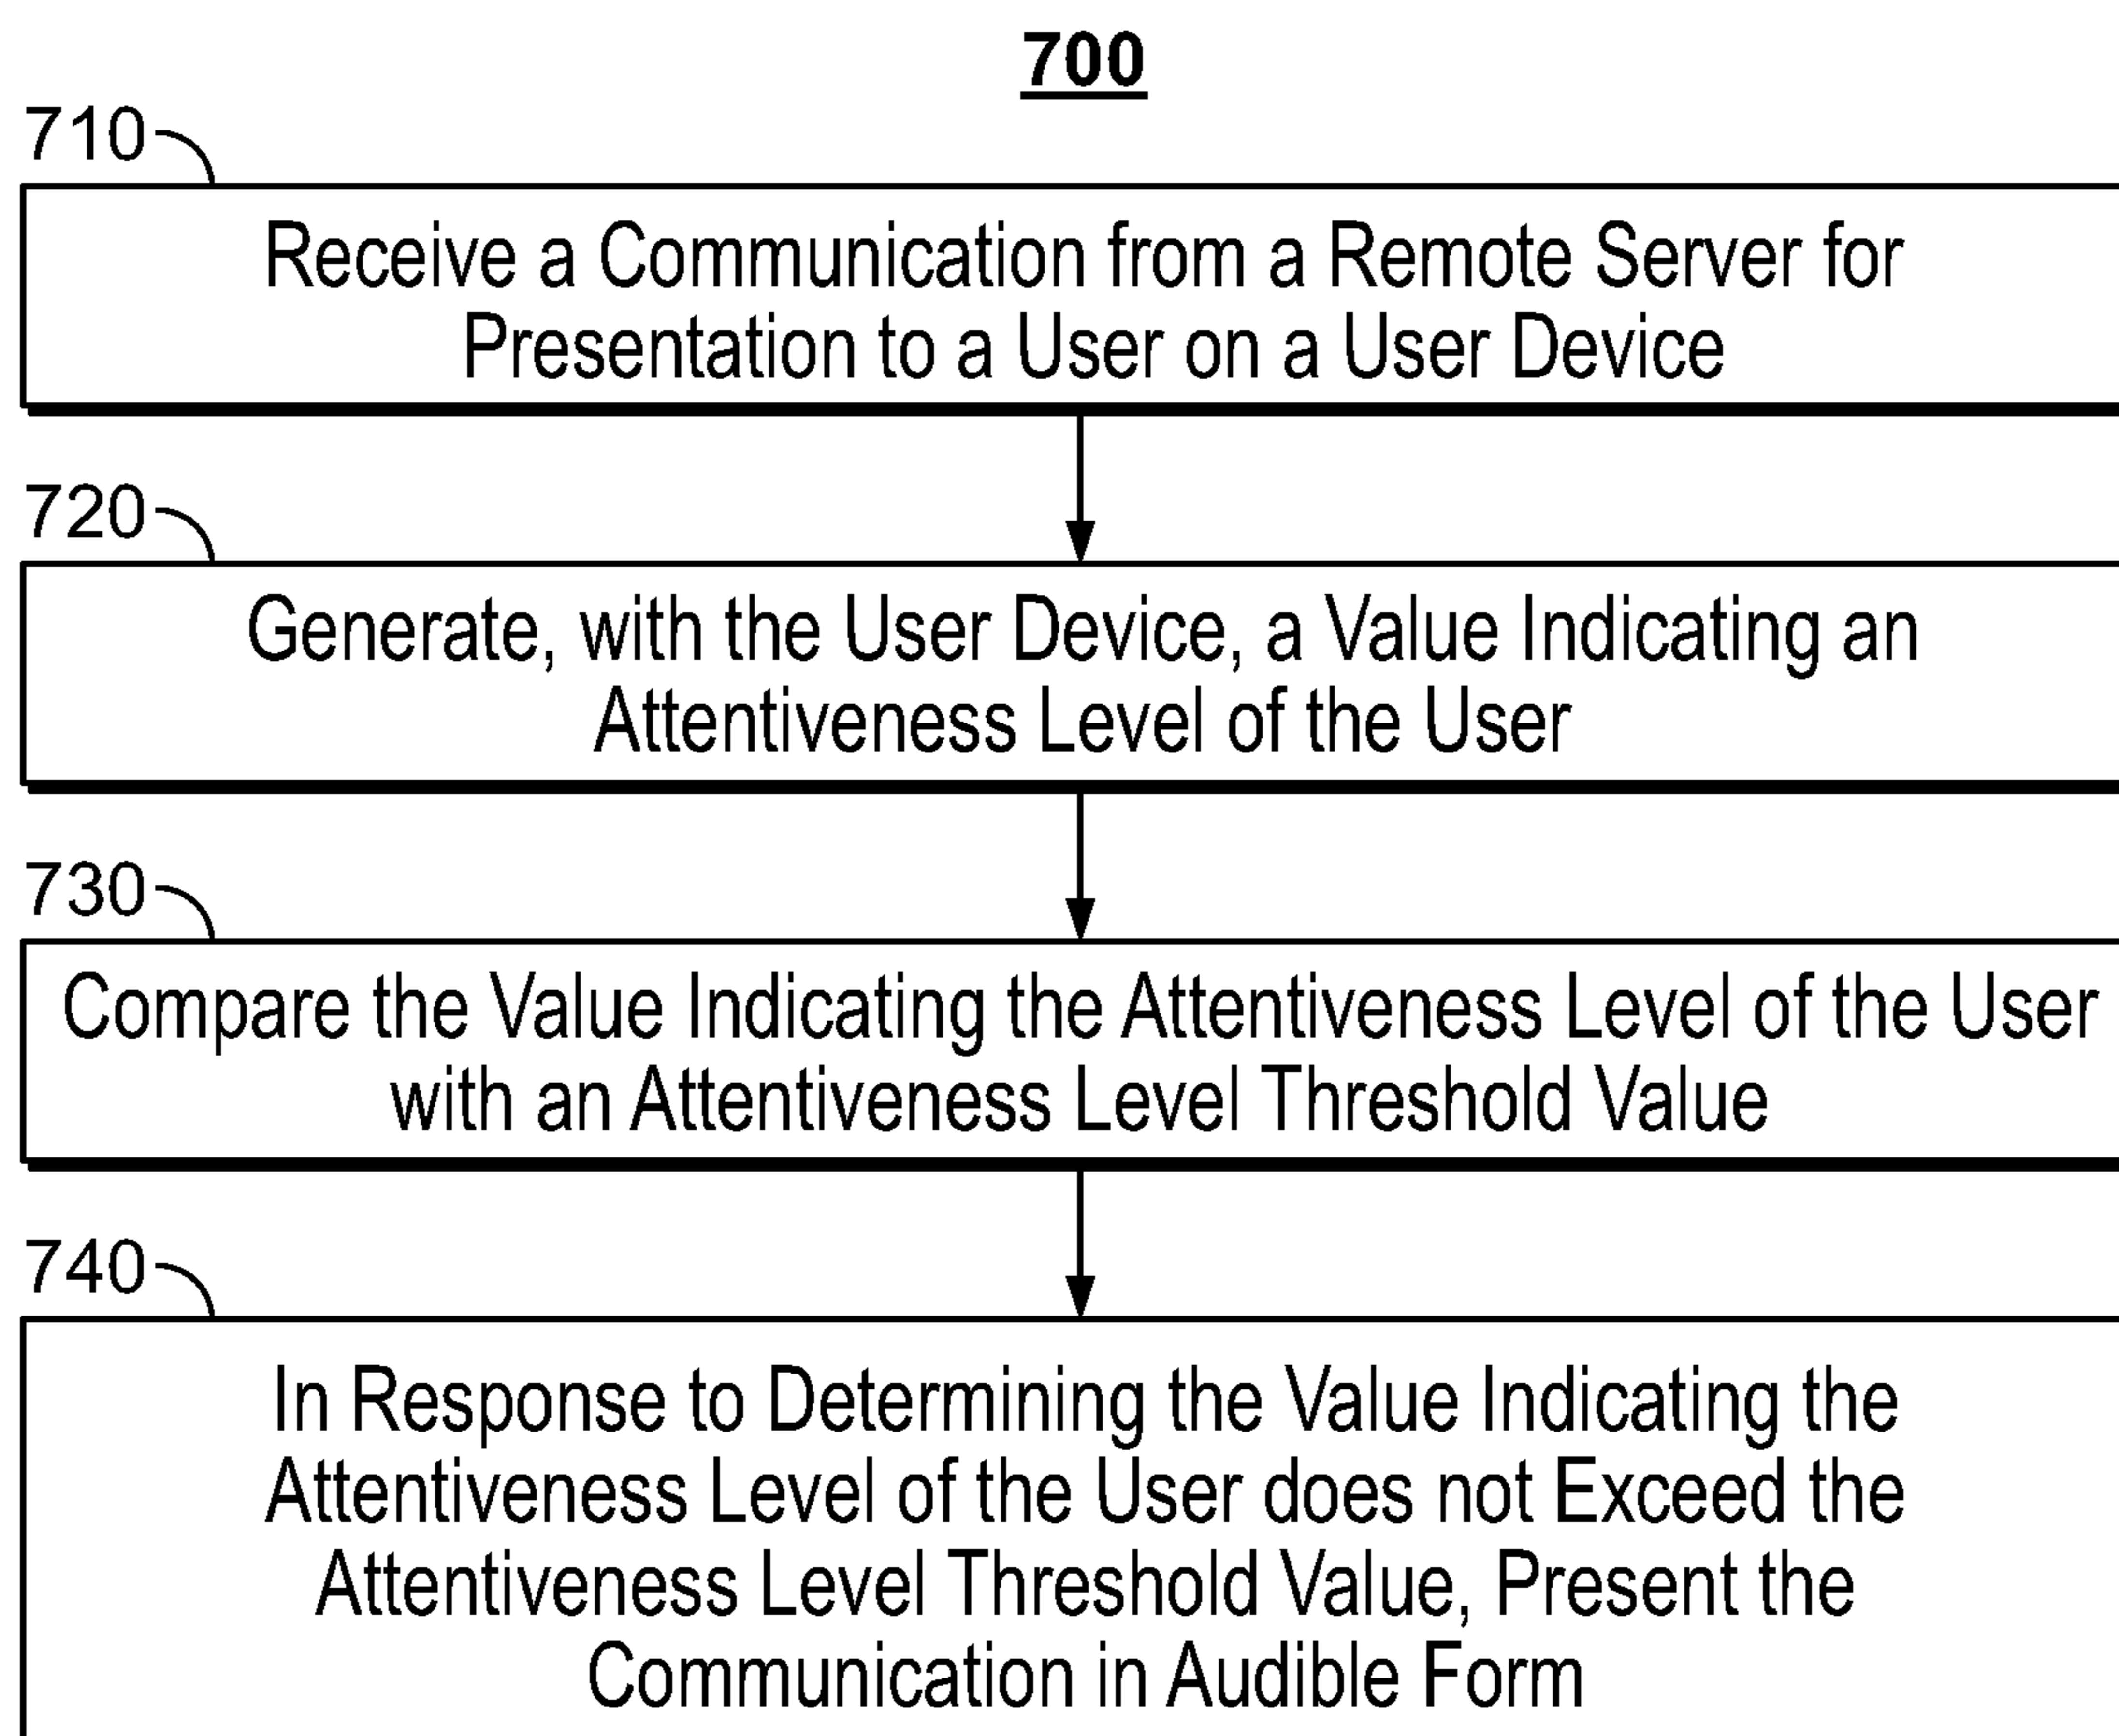 700
710
Receive a Communication from a Remote Server for
Presentation to a User on a User Device
720
Generate, with the User Device, a Value Indicating an
Attentiveness Level of the User
730
Compare the Value Indicating the Attentiveness Level of the User
with an Attentiveness Level Threshold Value
740
In Response to Determining the Value Indicating the
Attentiveness Level of the User does not Exceed the
Attentiveness Level Threshold Value, Present the
Communication in Audible Form